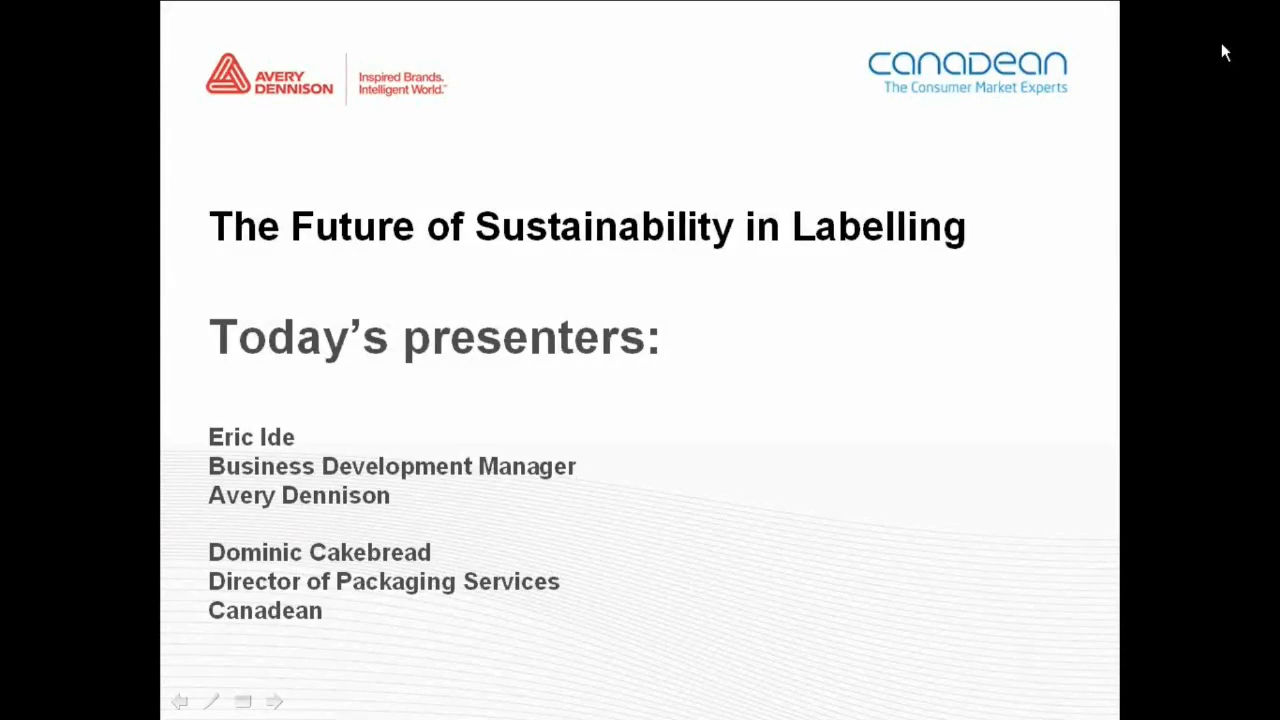 AVERY
DENNISON
Inspired Brands.
Intelligent World.™
canadean
The Consumer Market Experts
The Future of Sustainability in Labelling
Today’s presenters:
Eric Ide
Business Development Manager
Avery Dennison
Dominic Cakebread
Director of Packaging Services
Canadean